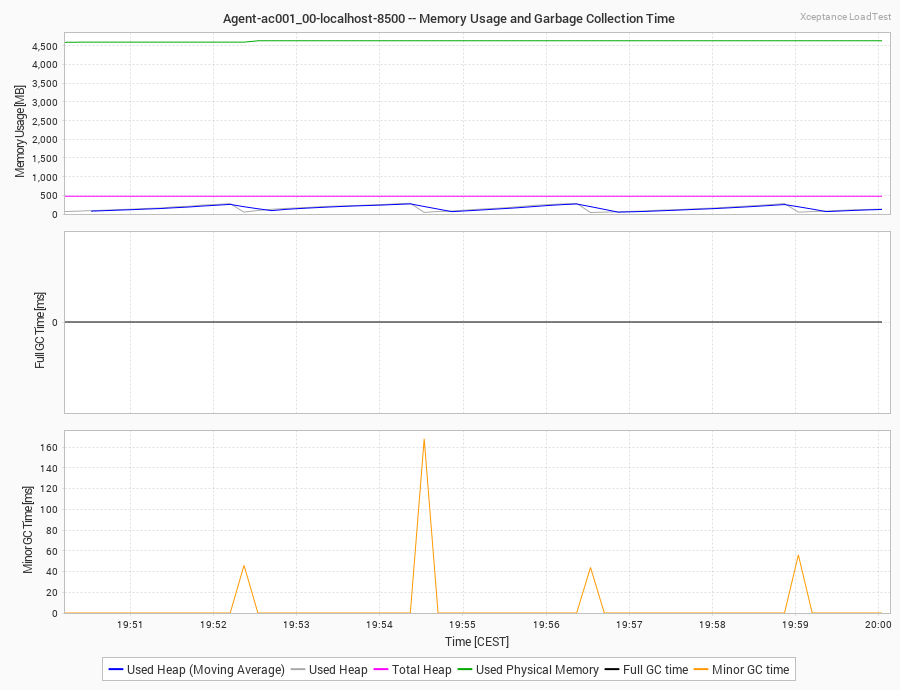 Agent-ac001_00-localhost-8500 -- Memory Usage and Garbage Collection Time
Xceptance LoadTest
Memory Usage [MB]
4,500
4,000
3,500
3,000
2,500
2,000
1,500
1,000
500
0
Full GC Time [ms]
0
Minor GC Time [ms]
160
140
120
100
80
60
40
20
0
19:51 19:52 19:53 19:54 19:55 19:56 19:57 19:58 19:59 20:00
Time [CEST]
Used Heap (Moving Average) Used Heap Total Heap Used Physical Memory Full GC time Minor GC time